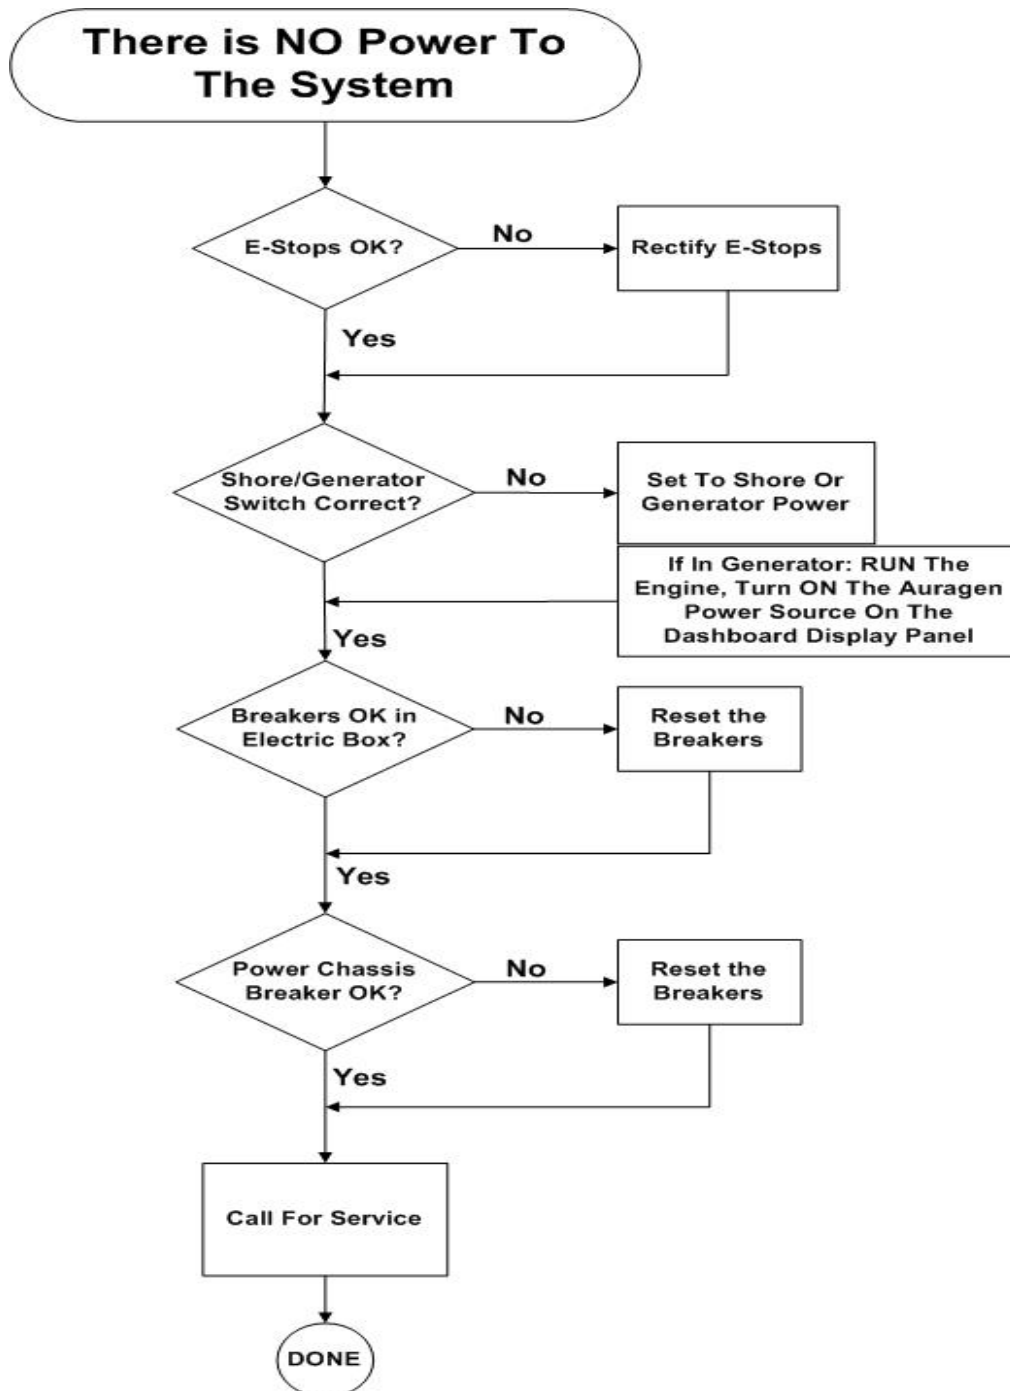 There is NO Power To
The System
E-Stops OK?
No
Rectify E-Stops
Yes
Shore/Generator
Switch Correct?
No
Set To Shore Or
Generator Power
If In Generator: RUN The
Engine, Turn ON The Auragen
Power Source On The
Dashboard Display Panel
Yes
Breakers OK in
Electric Box?
No
Reset the
Breakers
Yes
Power Chassis
Breaker OK?
No
Reset the
Breakers
Yes
Call For Service
DONE